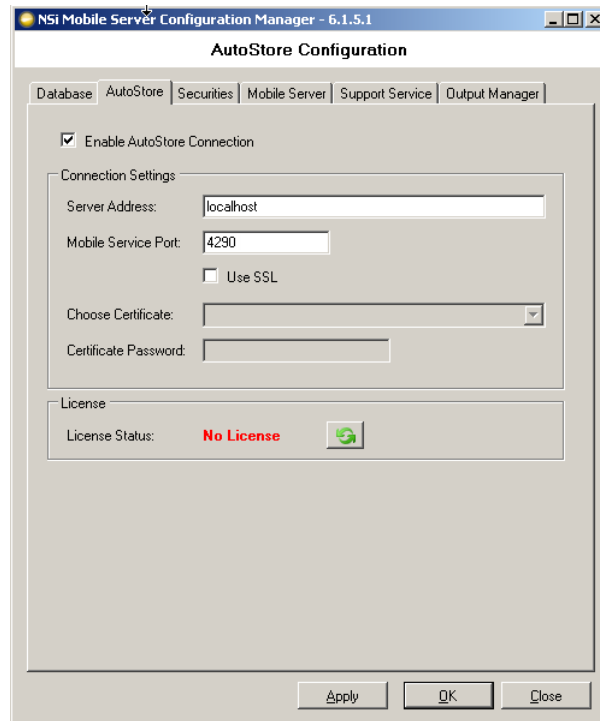 NSi Mobile Server Configuration Manager - 6.1.5.1
AutoStore Configuration
Database AutoStore Securities Mobile Server Support Service Output Manager
Enable AutoStore Connection
Connection Settings
Server Address: localhost
Mobile Service Port: 4290
Use SSL
Choose Certificate:
Certificate Password:
License
License Status: No License
Apply OK Close